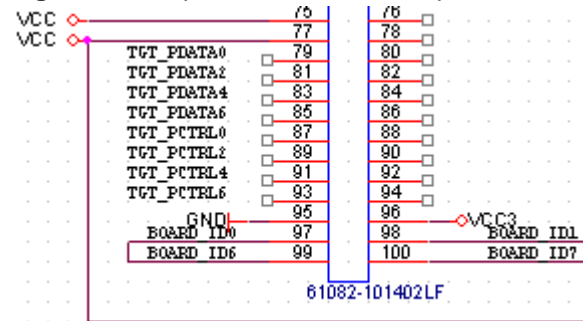 VCC 75 76
VCC 77 78
TGT_PDATA0 79 80
TGT_PDATA2 81 82
TGT_PDATA4 83 84
TGT_PDATA6 85 86
TGT_PCTRL0 87 88
TGT_PCTRL2 89 90
TGT_PCTRL4 91 92
TGT_PCTRL6 93 94
GND 95 96 VCC3
BOARD_ID0 97 98 BOARD_ID1
BOARD_ID6 99 100 BOARD_ID7
61082-101402LF